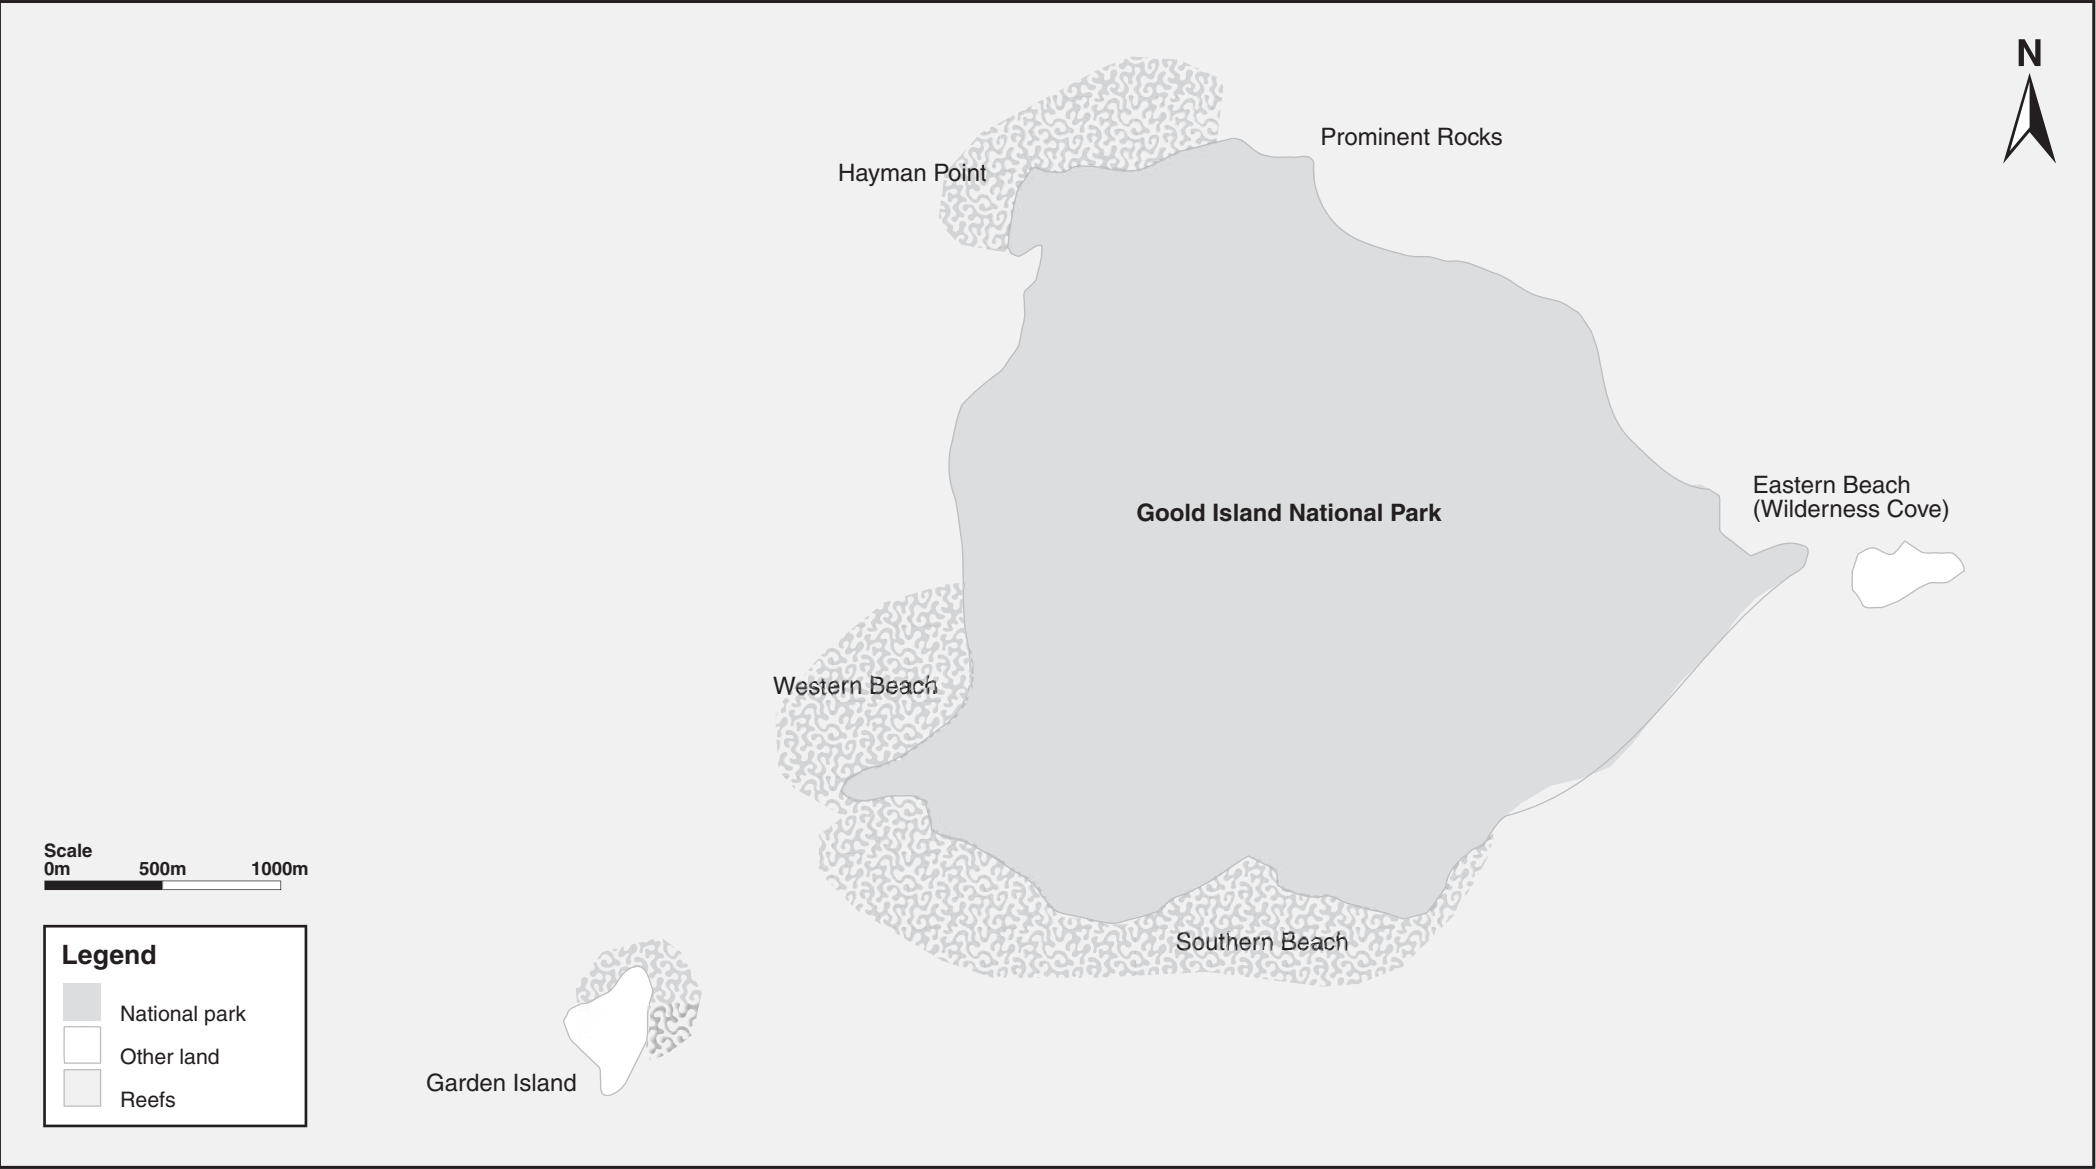 N
Prominent Rocks
Hayman Point
Eastern Beach
(Wilderness Cove)
Goold Island National Park
Western Beach
Scale
0m 500m 1000m
Southern Beach
Legend
National park
Other land
Reefs
Garden Island